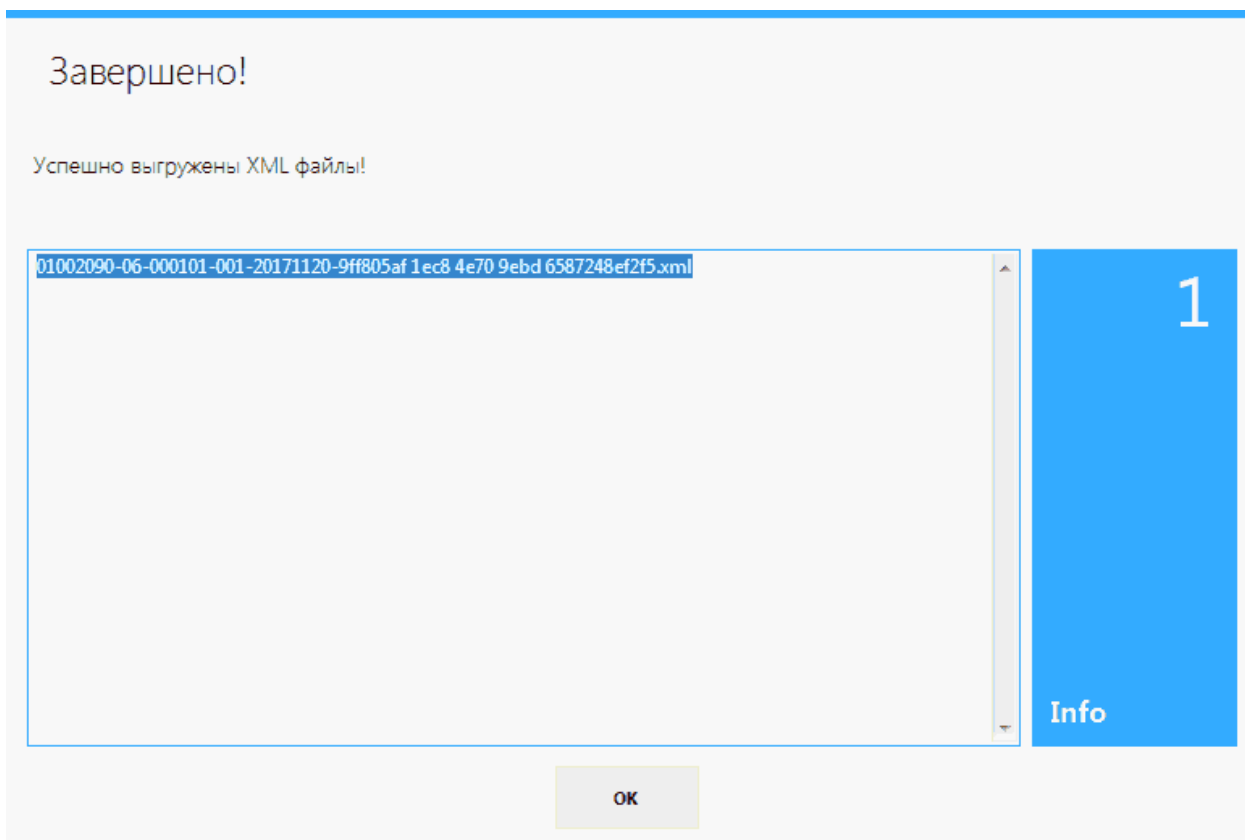 Завершено!
Успешно выгружены XML файлы!
01002090-06-000101-001-20171120-9ff805af 1ec8 4e70 9ebd 6587248ef2f5.xml
1
Info
OK